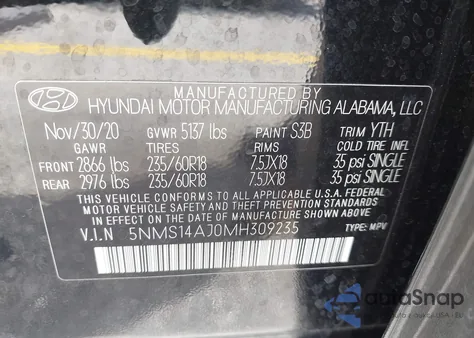 MANUFACTURED BY
HYUNDAI MOTOR MANUFACTURING ALABAMA, LLC
Nov/30/20 GVWR 5137 lbs PAINT S3B TRIM YTH
GAWR TIRES RIMS COLD TIRE INFL
FRONT 2866 lbs 235/60R18 7.5JX18 35 psi SINGLE
REAR 2976 lbs 235/60R18 7.5JX18 35 psi SINGLE
THIS VEHICLE CONFORMS TO ALL APPLICABLE U.S.A. FEDERAL
MOTOR VEHICLE SAFETY AND BUMPER STANDARDS IN EFFECT ON
THE DATE OF MANUFACTURE SHOWN ABOVE.
V.I.N 5NMS14AJ0MH309235 TYPE: MPV
autoSnap